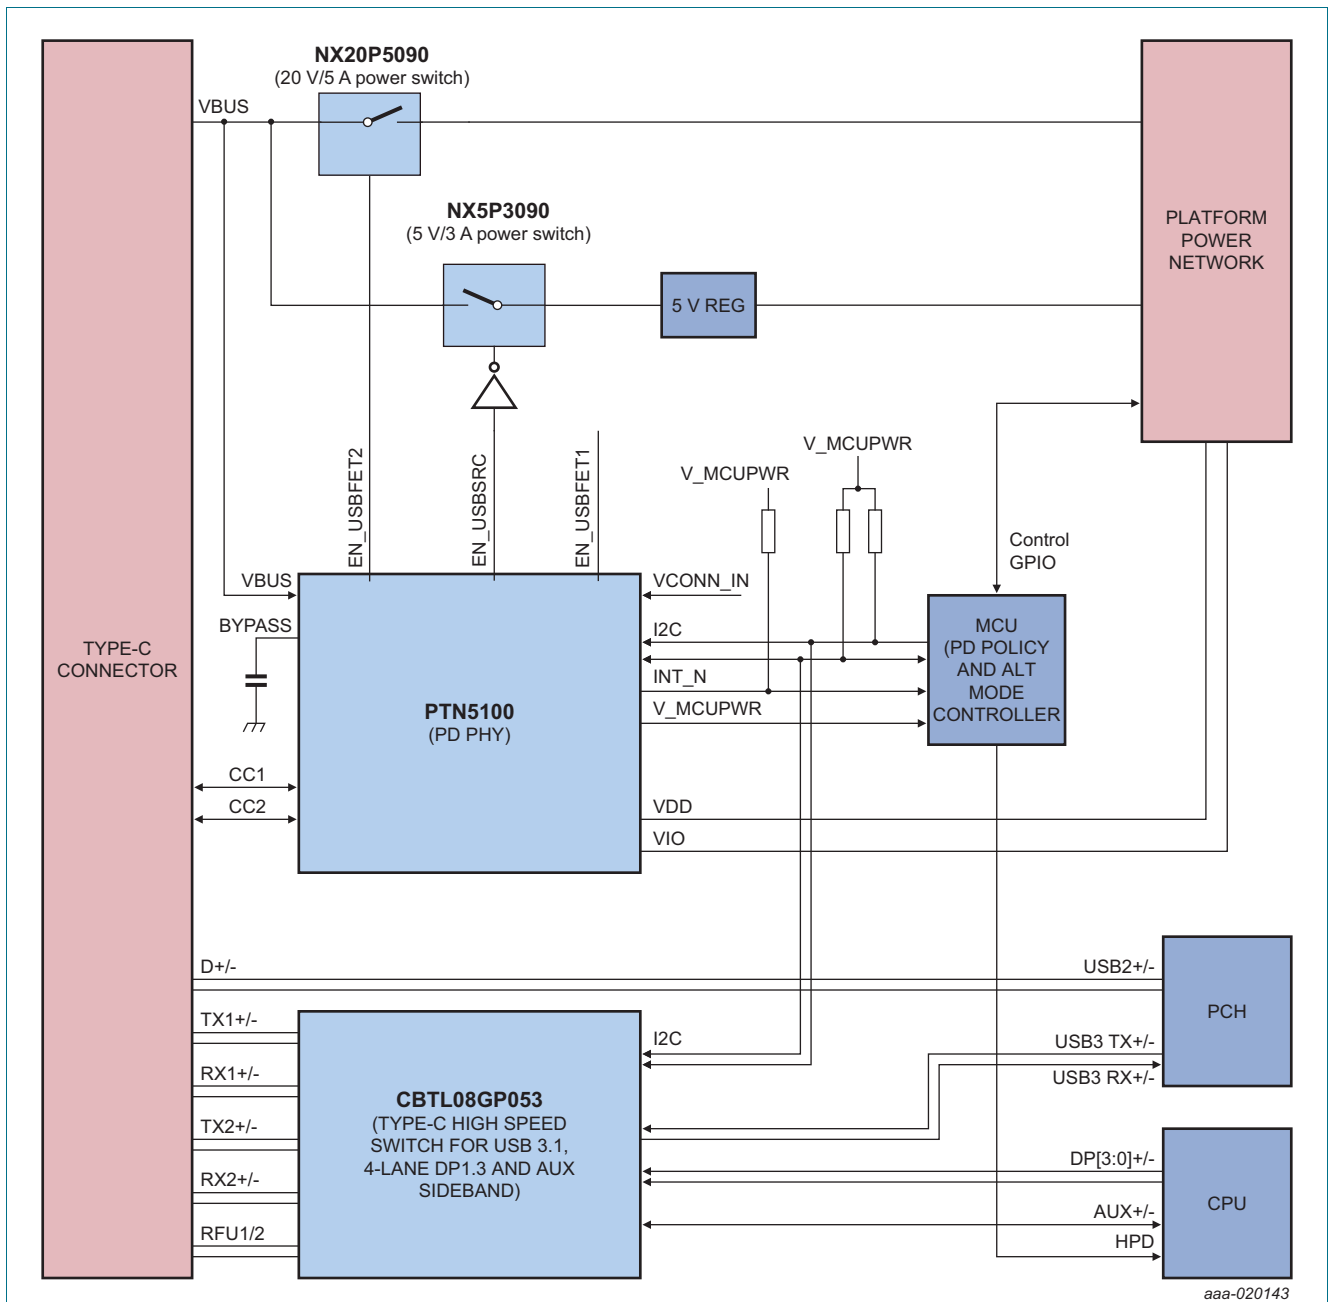 NX20P5090
(20 V/5 A power switch)
VBUS
NX5P3090
(5 V/3 A power switch)
PLATFORM
POWER
NETWORK
5 V REG
EN_USBFET2
EN_USBSRC
EN_USBFET1
V_MCUPWR
V_MCUPWR
Control
GPIO
VBUS
BYPASS
VCONN_IN
I2C
INT_N
V_MCUPWR
MCU
(PD POLICY
AND ALT
MODE
CONTROLLER
TYPE-C
CONNECTOR
PTN5100
(PD PHY)
CC1
CC2
VDD
VIO
D+/-
USB2+/-
TX1+/-
RX1+/-
TX2+/-
RX2+/-
RFU1/2
I2C
CBTL08GP053
(TYPE-C HIGH SPEED
SWITCH FOR USB 3.1,
4-LANE DP1.3 AND AUX
SIDEBAND)
PCH
USB3 TX+/-
USB3 RX+/-
DP[3:0]+/-
AUX+/-
HPD
CPU
aaa-020143